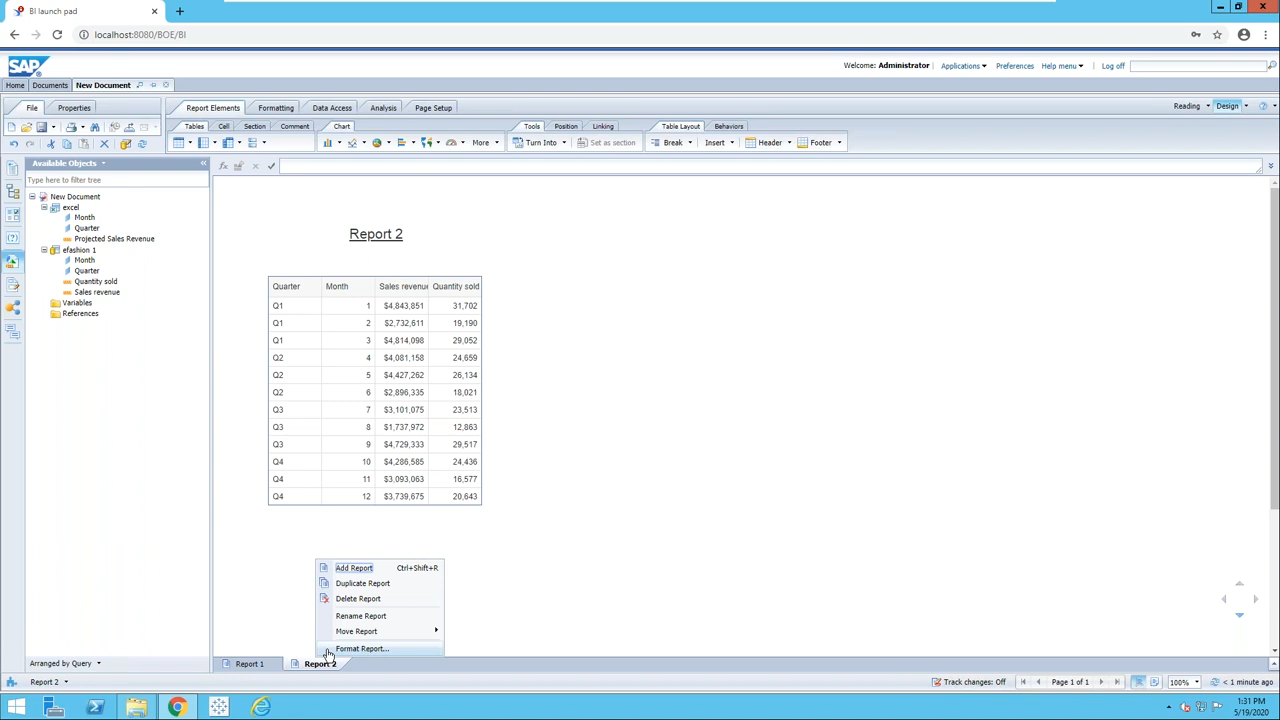 BI launch pad
localhost:8080/BOE/BI
SAP
Welcome: Administrator
Applications
Preferences
Help menu
Log off
Home
Documents
New Document
File
Properties
Report Elements
Formatting
Data Access
Analysis
Page Setup
Reading
Design
Tables
Cell
Section
Comment
Chart
Tools
Position
Linking
Table Layout
Behaviors
More
Turn Into
Set as section
Break
Insert
Header
Footer
Available Objects
Type here to filter tree
New Document
excel
Month
Quarter
Projected Sales Revenue
efashion 1
Month
Quarter
Quantity sold
Sales revenue
Variables
References
Report 2
Quarter Month Sales revenue Quantity sold
Q1 1 $4,843,851 31,702
Q1 2 $2,732,611 19,190
Q1 3 $4,814,098 29,052
Q2 4 $4,081,158 24,659
Q2 5 $4,427,262 26,134
Q2 6 $2,896,335 18,021
Q3 7 $3,101,075 23,513
Q3 8 $1,737,972 12,863
Q3 9 $4,729,333 29,517
Q4 10 $4,286,585 24,436
Q4 11 $3,093,063 16,577
Q4 12 $3,739,675 20,643
Add Report Ctrl+Shift+R
Duplicate Report
Delete Report
Rename Report
Move Report
Format Report...
Arranged by Query
Report 1
Report 2
Report 2
Track changes: Off
Page 1 of 1
100%
< 1 minute ago
1:31 PM
5/19/2020